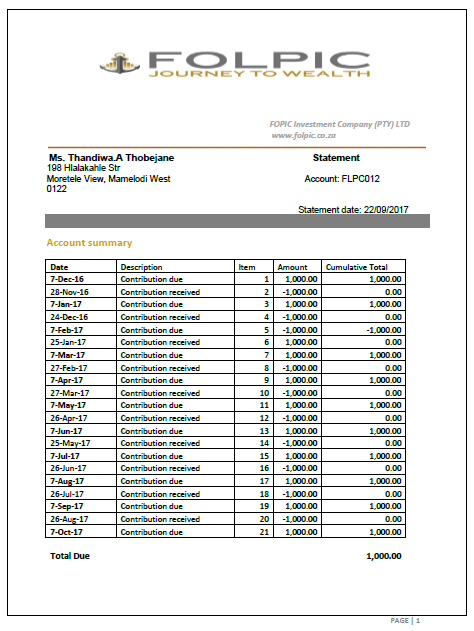 FOLPIC
JOURNEY TO WEALTH
FOPIC Investment Company (PTY) LTD
www.folpic.co.za
Ms. Thandiwa.A Thobejane Statement
198 Hlalakahle Str
Moretele View, Mamelodi West Account: FLPC012
0122
Statement date: 22/09/2017
Account summary
Date Description Item Amount Cumulative Total
7-Dec-16 Contribution due 1 1,000.00 1,000.00
28-Nov-16 Contribution received 2 -1,000.00 0.00
7-Jan-17 Contribution due 3 1,000.00 1,000.00
24-Dec-16 Contribution received 4 -1,000.00 0.00
7-Feb-17 Contribution due 5 -1,000.00 -1,000.00
25-Jan-17 Contribution received 6 1,000.00 0.00
7-Mar-17 Contribution due 7 1,000.00 1,000.00
27-Feb-17 Contribution received 8 -1,000.00 0.00
7-Apr-17 Contribution due 9 1,000.00 1,000.00
27-Mar-17 Contribution received 10 -1,000.00 0.00
7-May-17 Contribution due 11 1,000.00 1,000.00
26-Apr-17 Contribution received 12 -1,000.00 0.00
7-Jun-17 Contribution due 13 1,000.00 1,000.00
25-May-17 Contribution received 14 -1,000.00 0.00
7-Jul-17 Contribution due 15 1,000.00 1,000.00
26-Jun-17 Contribution received 16 -1,000.00 0.00
7-Aug-17 Contribution due 17 1,000.00 1,000.00
26-Jul-17 Contribution received 18 -1,000.00 0.00
7-Sep-17 Contribution due 19 1,000.00 1,000.00
26-Aug-17 Contribution received 20 -1,000.00 0.00
7-Oct-17 Contribution due 21 1,000.00 1,000.00
Total Due 1,000.00
PAGE | 1